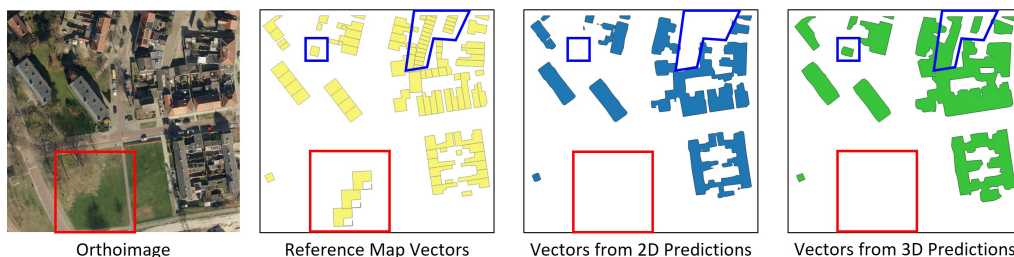 Orthoimage
Reference Map Vectors
Vectors from 2D Predictions
Vectors from 3D Predictions